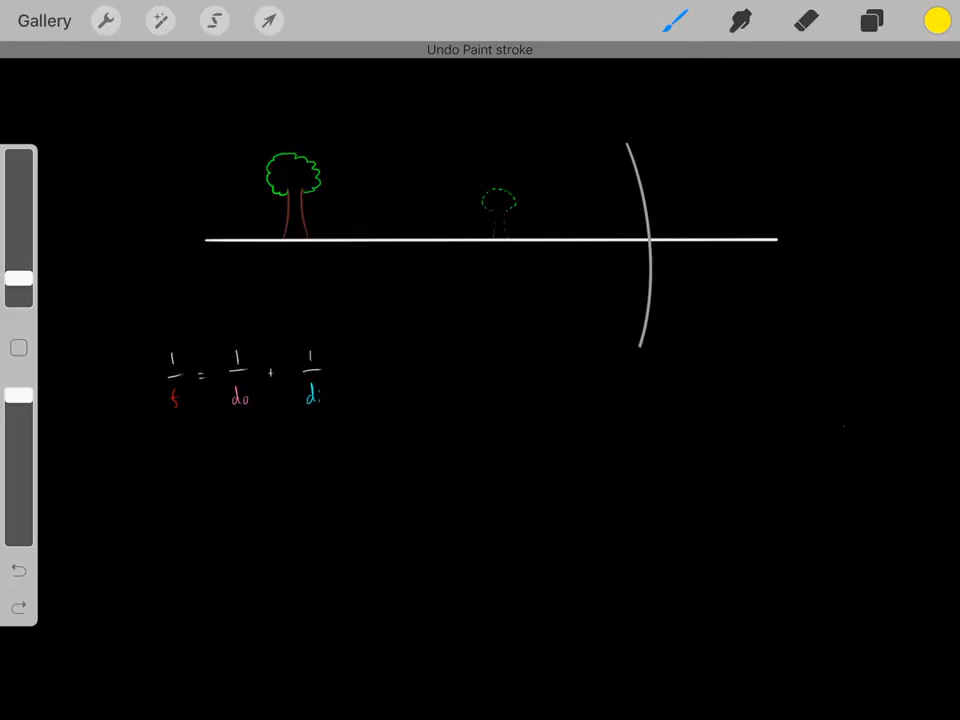 Gallery
Undo Paint stroke
1/f = 1/do + 1/di